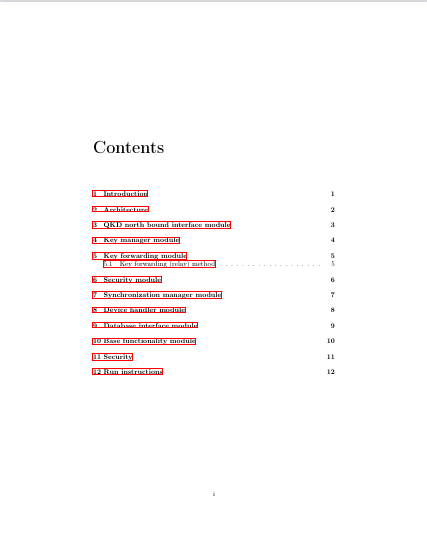 Contents
1 Introduction 1
2 Architecture 2
3 QKD north bound interface module 3
4 Key manager module 4
5 Key forwarding module 5
5.1 Key forwarding (relay) method . . . . . . . . . . . . . . . . . . . 5
6 Security module 6
7 Synchronization manager module 7
8 Device handler module 8
9 Database interface module 9
10 Base functionality module 10
11 Security 11
12 Run instructions 12
i